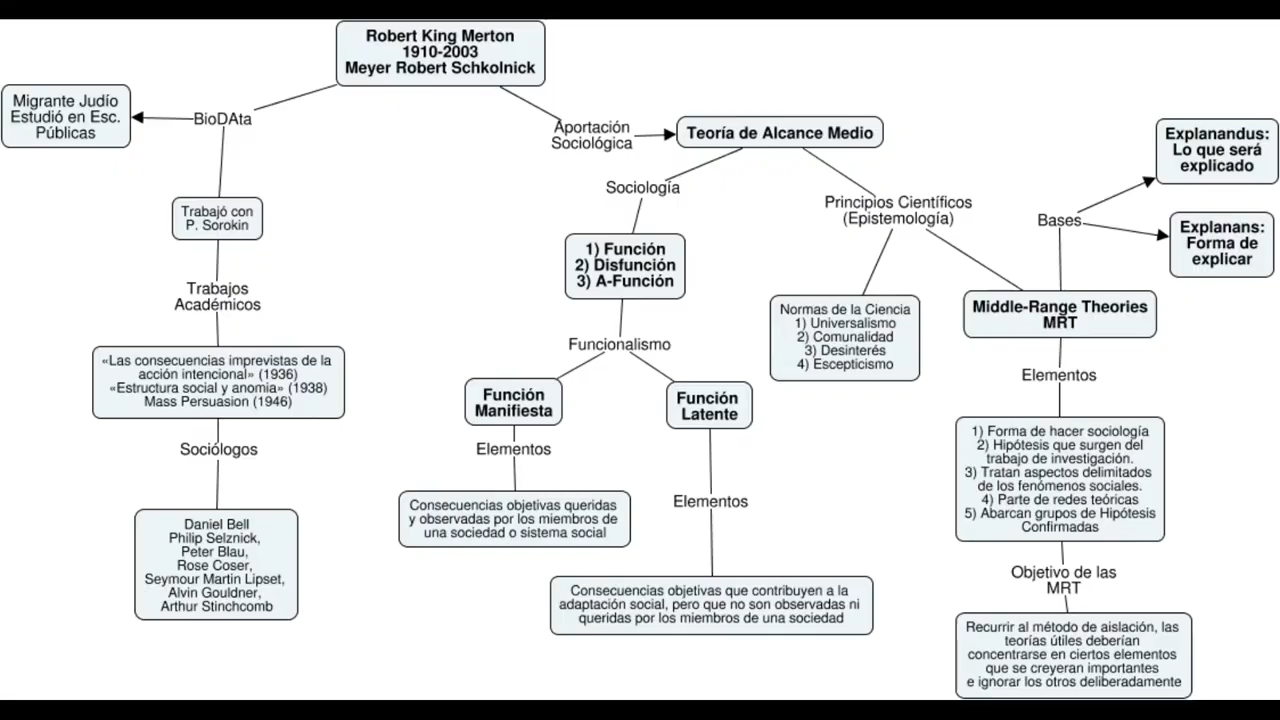 Robert King Merton
1910-2003
Meyer Robert Schkolnick
Migrante Judío
Estudió en Esc.
Públicas
BioDAta
Trabajó con
P. Sorokin
Trabajos
Académicos
«Las consecuencias imprevistas de la
acción intencional» (1936)
«Estructura social y anomia» (1938)
Mass Persuasion (1946)
Sociólogos
Daniel Bell
Philip Selznick,
Peter Blau,
Rose Coser,
Seymour Martin Lipset,
Alvin Gouldner,
Arthur Stinchcomb
Aportación
Sociológica
Teoría de Alcance Medio
Sociología
1) Función
2) Disfunción
3) A-Función
Funcionalismo
Función
Manifiesta
Elementos
Consecuencias objetivas queridas
y observadas por los miembros de
una sociedad o sistema social
Función
Latente
Elementos
Consecuencias objetivas que contribuyen a la
adaptación social, pero que no son observadas ni
queridas por los miembros de una sociedad
Principios Científicos
(Epistemología)
Normas de la Ciencia
1) Universalismo
2) Comunalidad
3) Desinterés
4) Escepticismo
Middle-Range Theories
MRT
Bases
Explanandus:
Lo que será
explicado
Explanans:
Forma de
explicar
Elementos
1) Forma de hacer sociología
2) Hipótesis que surgen del
trabajo de investigación.
3) Tratan aspectos delimitados
de los fenómenos sociales.
4) Parte de redes teóricas
5) Abarcan grupos de Hipótesis
Confirmadas
Objetivo de las
MRT
Recurrir al método de aislación, las
teorías útiles deberían
concentrarse en ciertos elementos
que se creyeran importantes
e ignorar los otros deliberadamente